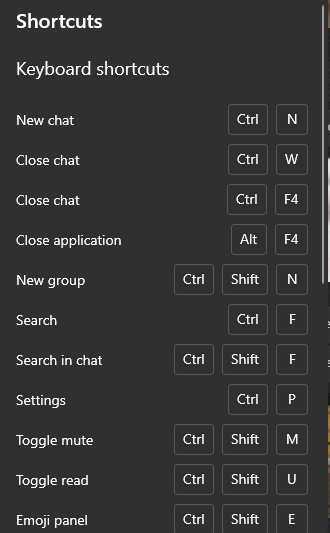 Shortcuts
Keyboard shortcuts
New chat Ctrl N
Close chat Ctrl W
Close chat Ctrl F4
Close application Alt F4
New group Ctrl Shift N
Search Ctrl F
Search in chat Ctrl Shift F
Settings Ctrl P
Toggle mute Ctrl Shift M
Toggle read Ctrl Shift U
Emoji panel Ctrl Shift E